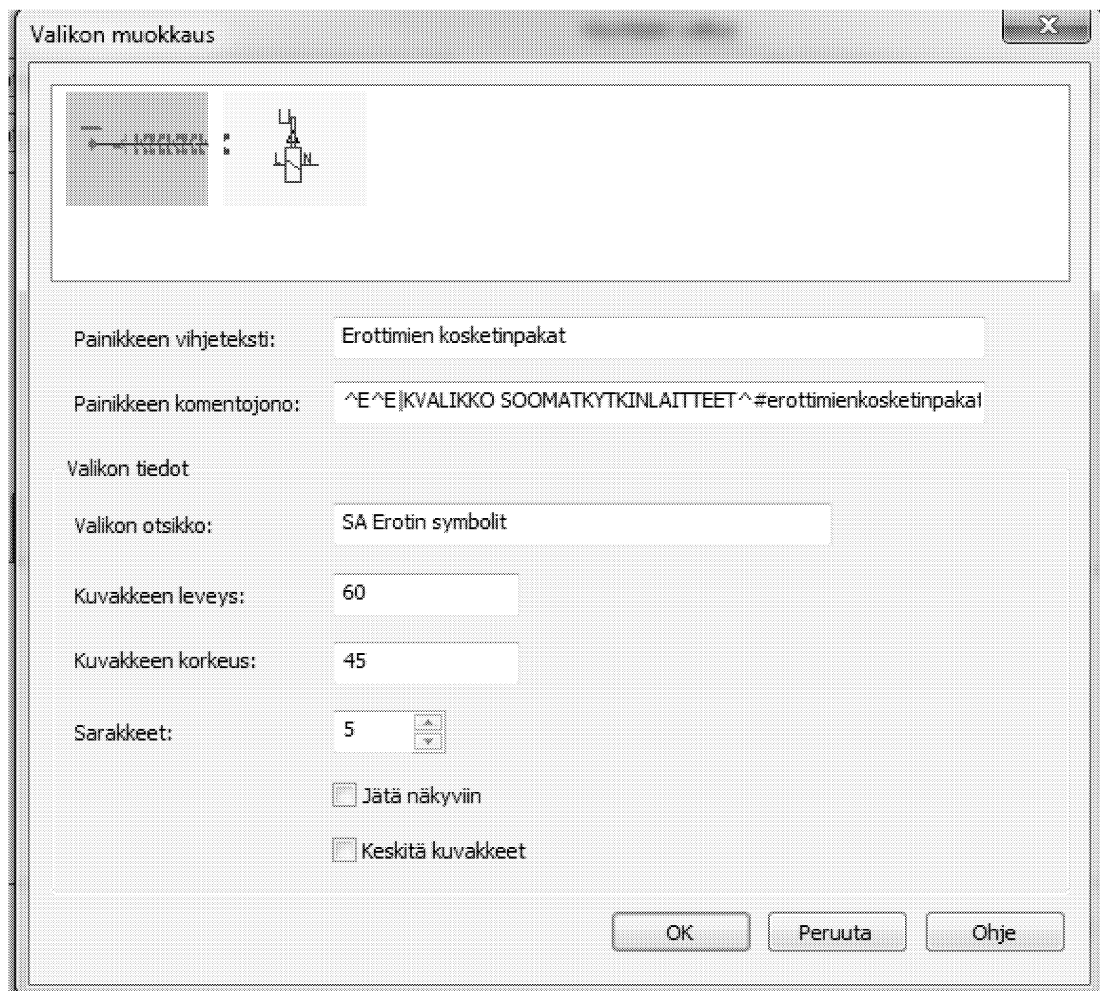 Valikon muokkaus
L N
Painikkeen vihjeteksti: Erottimien kosketinpakat
Painikkeen komentojono: ^E^E|KVALIKKO SOOMATKYTKINLAITTEET^#erottimienkosketinpakat
Valikon tiedot
Valikon otsikko: SA Erotin symbolit
Kuvakkeen leveys: 60
Kuvakkeen korkeus: 45
Sarakkeet: 5
Jätä näkyviin
Keskitä kuvakkeet
OK Peruuta Ohje